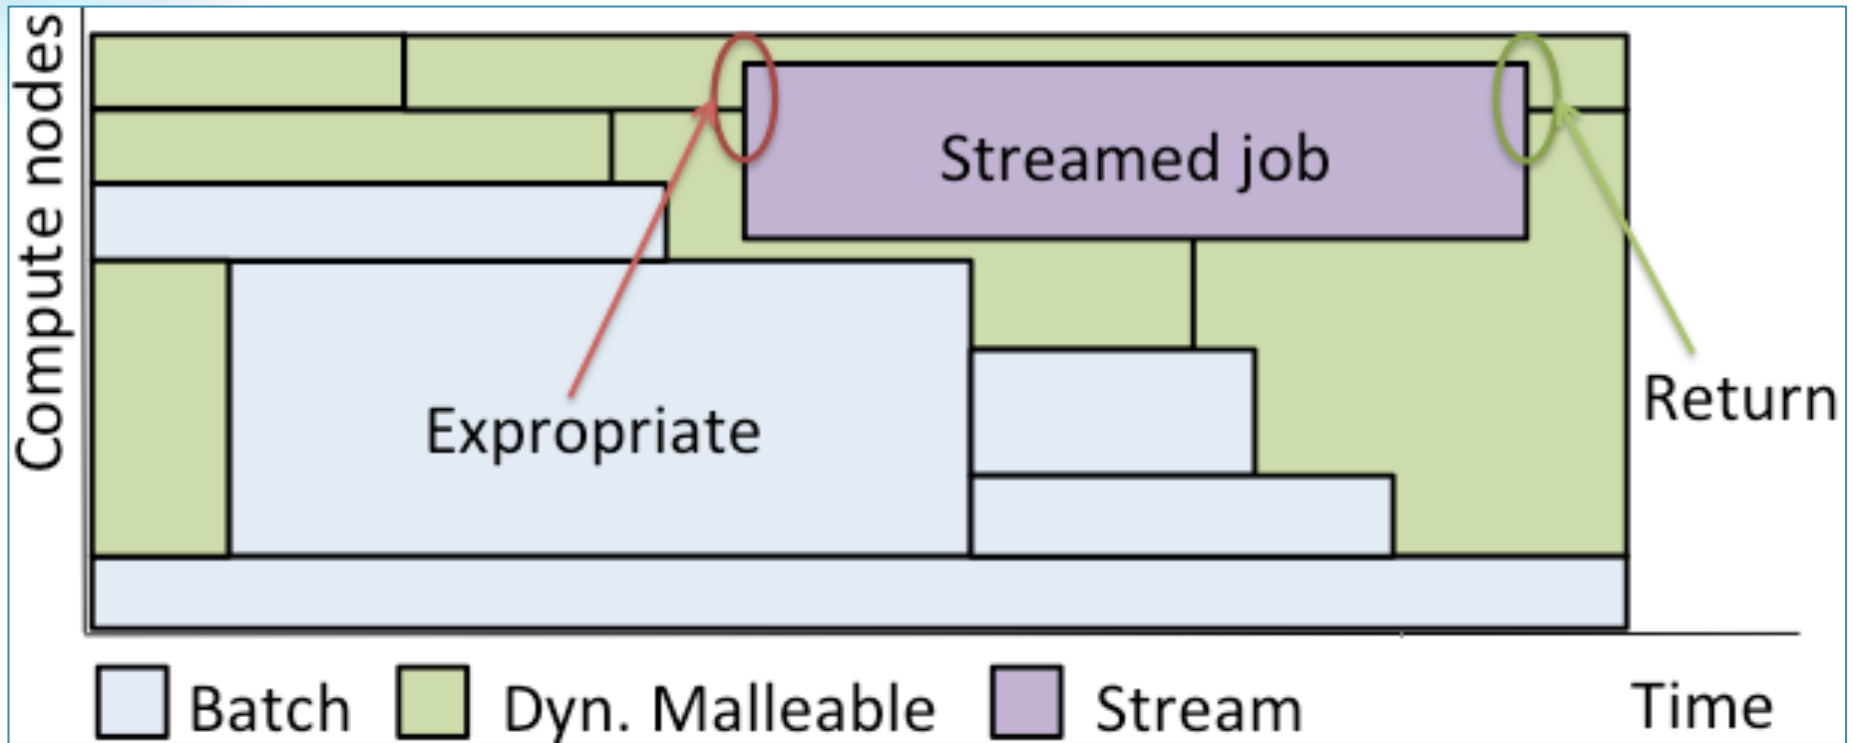 Compute nodes
Streamed job
Expropriate
Return
Batch
Dyn. Malleable
Stream
Time